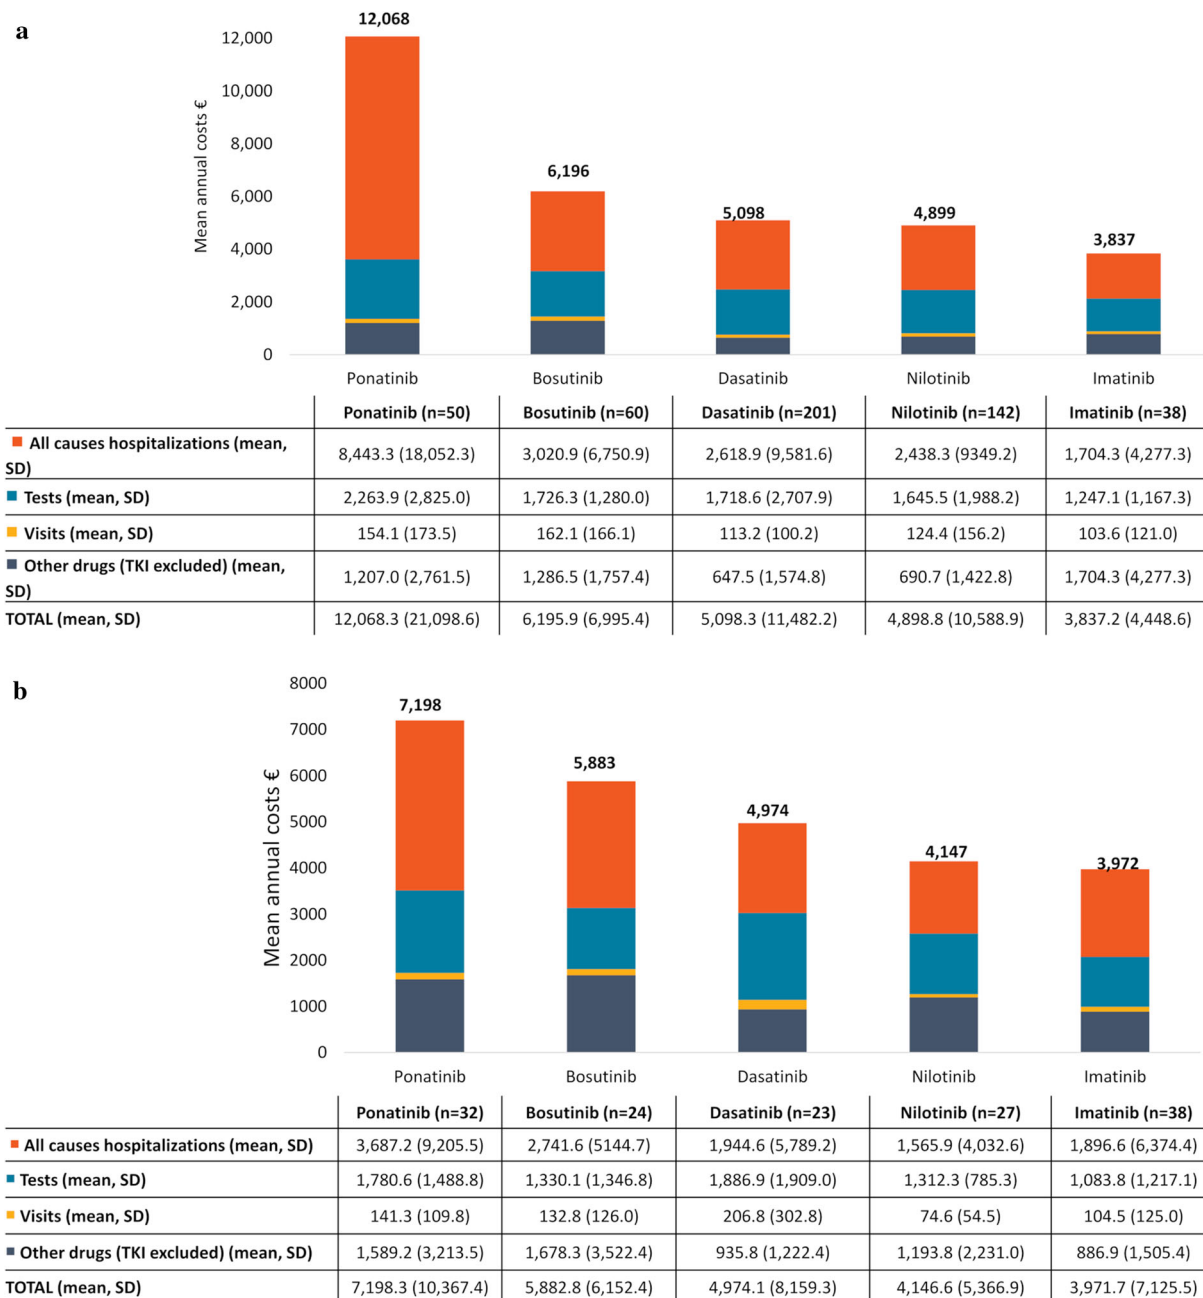 a
12,068
12,000
10,000
8,000
6,000
4,000
2,000
0
Mean annual costs €
6,196
5,098
4,899
3,837
Ponatinib Bosutinib Dasatinib Nilotinib Imatinib
Ponatinib (n=50) Bosutinib (n=60) Dasatinib (n=201) Nilotinib (n=142) Imatinib (n=38)
All causes hospitalizations (mean,
SD) 8,443.3 (18,052.3) 3,020.9 (6,750.9) 2,618.9 (9,581.6) 2,438.3 (9349.2) 1,704.3 (4,277.3)
Tests (mean, SD) 2,263.9 (2,825.0) 1,726.3 (1,280.0) 1,718.6 (2,707.9) 1,645.5 (1,988.2) 1,247.1 (1,167.3)
Visits (mean, SD) 154.1 (173.5) 162.1 (166.1) 113.2 (100.2) 124.4 (156.2) 103.6 (121.0)
Other drugs (TKI excluded) (mean,
SD) 1,207.0 (2,761.5) 1,286.5 (1,757.4) 647.5 (1,574.8) 690.7 (1,422.8) 1,704.3 (4,277.3)
TOTAL (mean, SD) 12,068.3 (21,098.6) 6,195.9 (6,995.4) 5,098.3 (11,482.2) 4,898.8 (10,588.9) 3,837.2 (4,448.6)
b
8000
7000
6000
5000
4000
3000
2000
1000
0
Mean annual costs €
7,198
5,883
4,974
4,147
3,972
Ponatinib Bosutinib Dasatinib Nilotinib Imatinib
Ponatinib (n=32) Bosutinib (n=24) Dasatinib (n=23) Nilotinib (n=27) Imatinib (n=38)
All causes hospitalizations (mean, SD) 3,687.2 (9,205.5) 2,741.6 (5144.7) 1,944.6 (5,789.2) 1,565.9 (4,032.6) 1,896.6 (6,374.4)
Tests (mean, SD) 1,780.6 (1,488.8) 1,330.1 (1,346.8) 1,886.9 (1,909.0) 1,312.3 (785.3) 1,083.8 (1,217.1)
Visits (mean, SD) 141.3 (109.8) 132.8 (126.0) 206.8 (302.8) 74.6 (54.5) 104.5 (125.0)
Other drugs (TKI excluded) (mean, SD) 1,589.2 (3,213.5) 1,678.3 (3,522.4) 935.8 (1,222.4) 1,193.8 (2,231.0) 886.9 (1,505.4)
TOTAL (mean, SD) 7,198.3 (10,367.4) 5,882.8 (6,152.4) 4,974.1 (8,159.3) 4,146.6 (5,366.9) 3,971.7 (7,125.5)